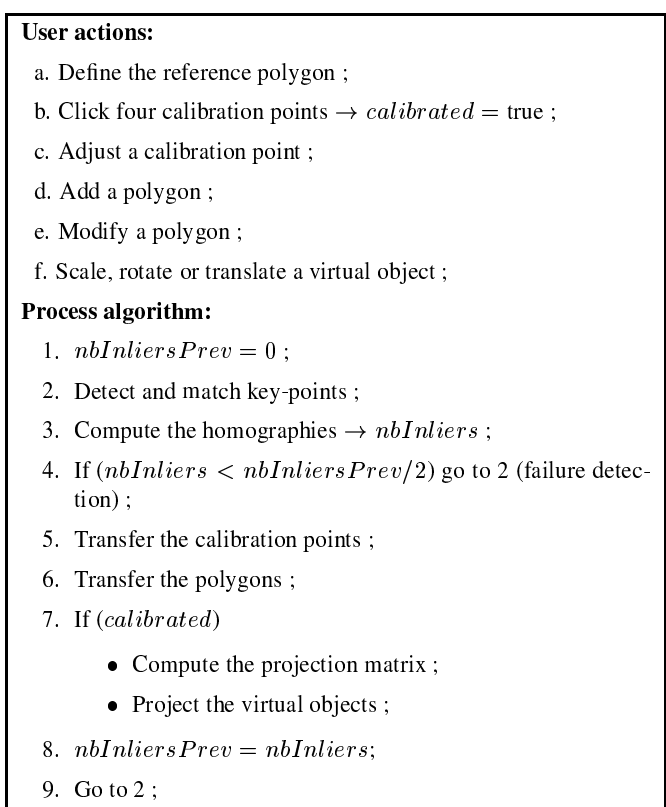 User actions:
a. Define the reference polygon ;
b. Click four calibration points → calibrated = true ;
c. Adjust a calibration point ;
d. Add a polygon ;
e. Modify a polygon ;
f. Scale, rotate or translate a virtual object ;
Process algorithm:
1. nbInliersPrev = 0 ;
2. Detect and match key-points ;
3. Compute the homographies → nbInliers ;
4. If (nbInliers < nbInliersPrev/2) go to 2 (failure detec-
tion) ;
5. Transfer the calibration points ;
6. Transfer the polygons ;
7. If (calibrated)
• Compute the projection matrix ;
• Project the virtual objects ;
8. nbInliersPrev = nbInliers;
9. Go to 2 ;